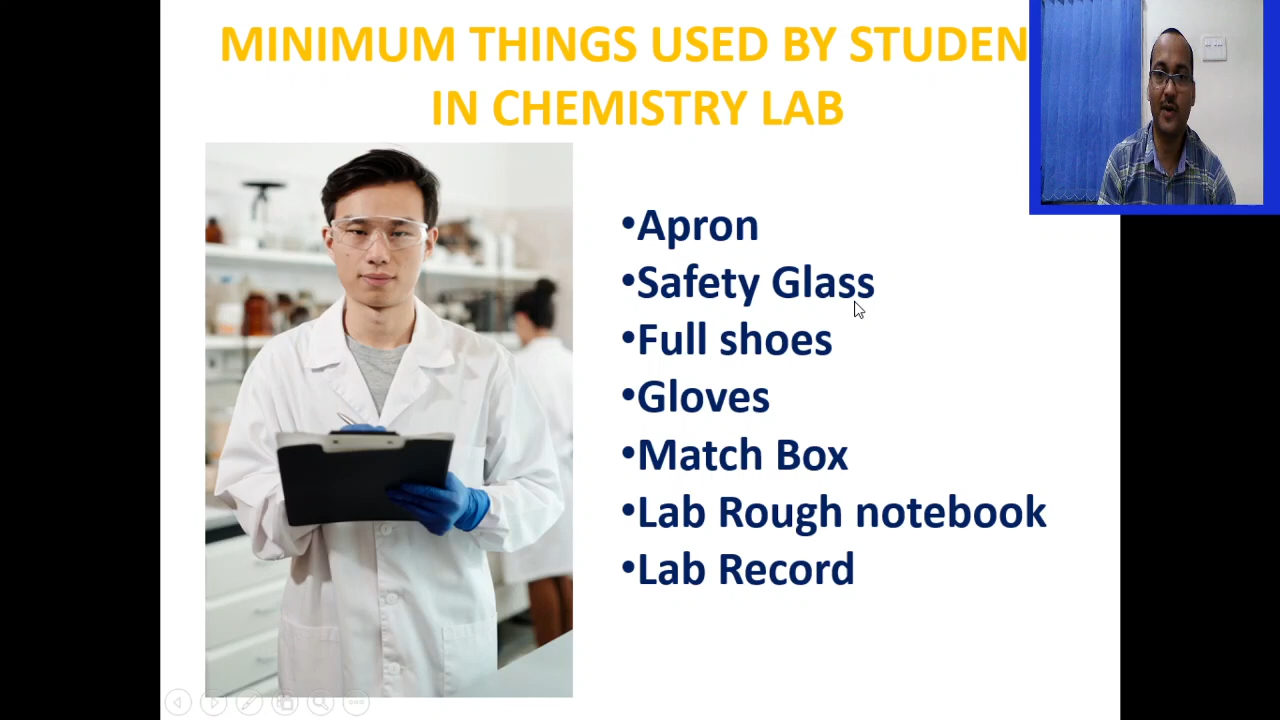 MINIMUM THINGS USED BY STUDEN
IN CHEMISTRY LAB
•Apron
•Safety Glass
•Full shoes
•Gloves
•Match Box
•Lab Rough notebook
•Lab Record